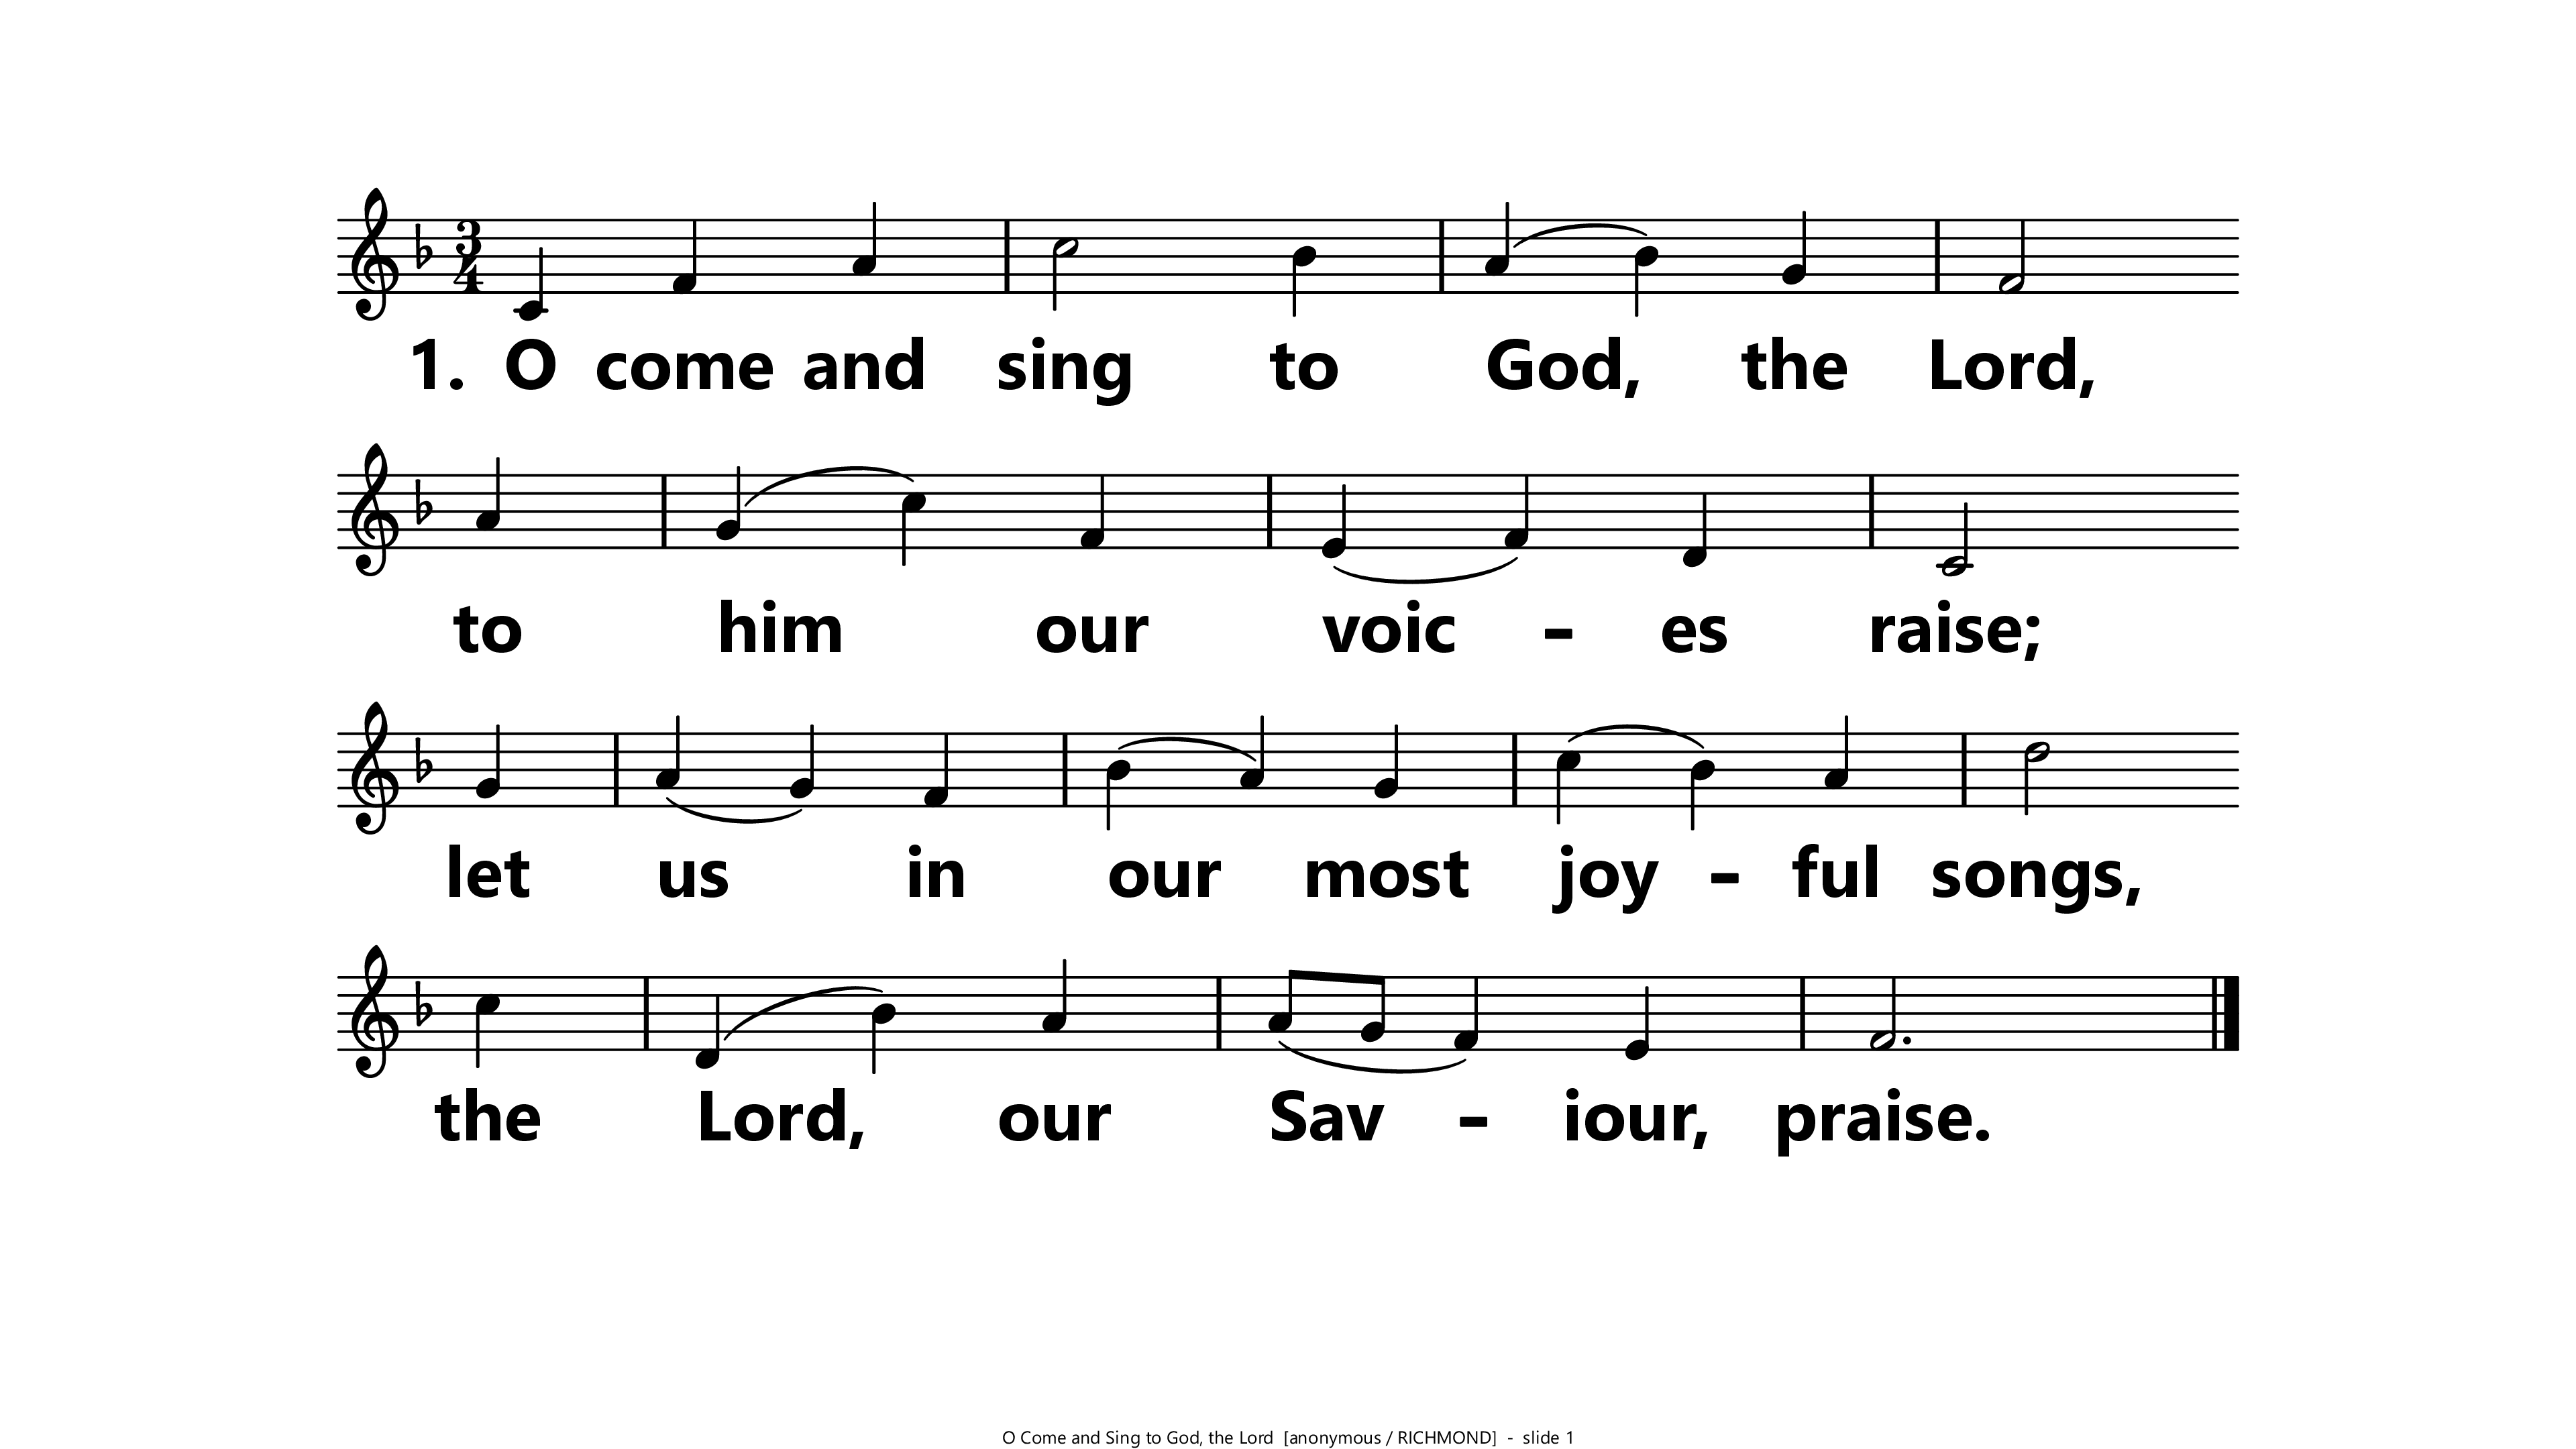 3
4
1. O come and sing to God, the Lord,
to him our voic - es raise;
let us in our most joy - ful songs,
the Lord, our Sav - iour, praise.
O Come and Sing to God, the Lord [anonymous / RICHMOND] - slide 1